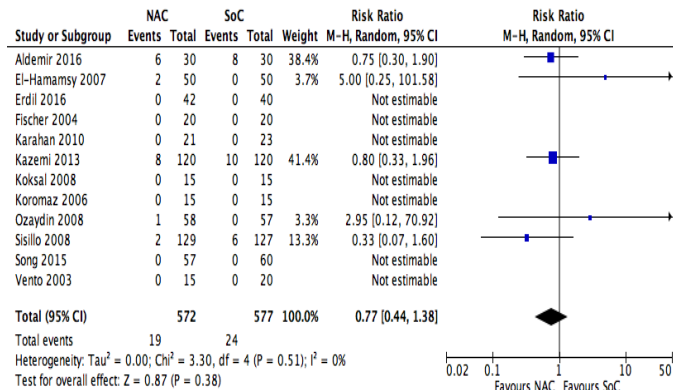 NAC SoC Risk Ratio Risk Ratio
Study or Subgroup Events Total Events Total Weight M-H, Random, 95% CI M-H, Random, 95% CI
Aldemir 2016 6 30 8 30 38.4% 0.75 [0.30, 1.90]
El-Hamamsy 2007 2 50 0 50 3.7% 5.00 [0.25, 101.58]
Erdil 2016 0 42 0 40 Not estimable
Fischer 2004 0 20 0 20 Not estimable
Karahan 2010 0 21 0 23 Not estimable
Kazemi 2013 8 120 10 120 41.4% 0.80 [0.33, 1.96]
Koksal 2008 0 15 0 15 Not estimable
Koromaz 2006 0 15 0 15 Not estimable
Ozaydin 2008 1 58 0 57 3.3% 2.95 [0.12, 70.92]
Sisillo 2008 2 129 6 127 13.3% 0.33 [0.07, 1.60]
Song 2015 0 57 0 60 Not estimable
Vento 2003 0 15 0 20 Not estimable
Total (95% CI) 572 577 100.0% 0.77 [0.44, 1.38]
Total events 19 24
Heterogeneity: Tau² = 0.00; Chi² = 3.30, df = 4 (P = 0.51); I² = 0%
Test for overall effect: Z = 0.87 (P = 0.38)
0.02 0.1 1 10 50
Favours NAC Favours SoC